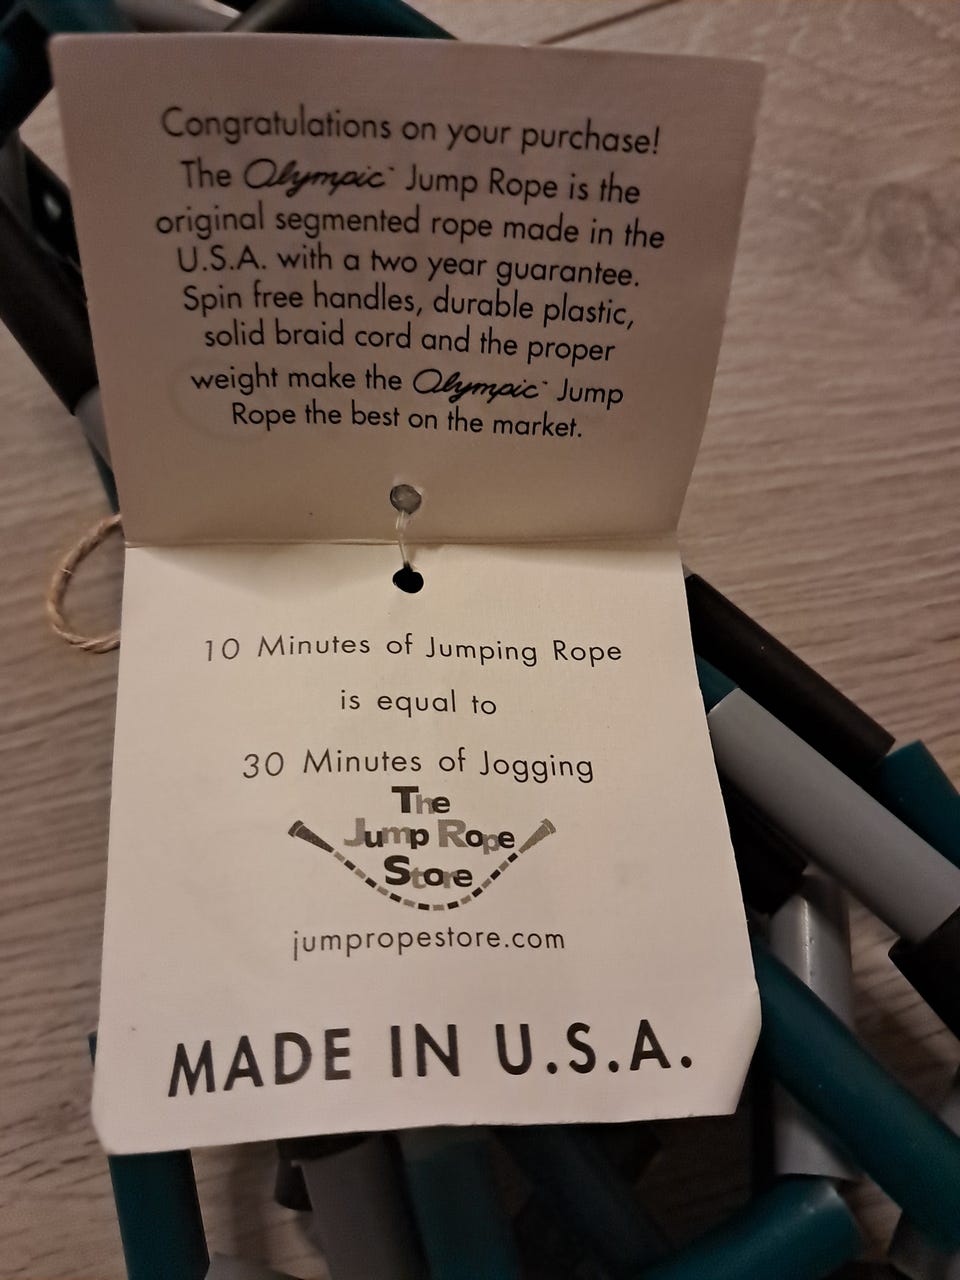 Congratulations on your purchase!
The Olympic™ Jump Rope is the
original segmented rope made in the
U.S.A. with a two year guarantee.
Spin free handles, durable plastic,
solid braid cord and the proper
weight make the Olympic™ Jump
Rope the best on the market.
10 Minutes of Jumping Rope
is equal to
30 Minutes of Jogging
The
Jump Rope
Store
jumpropestore.com
MADE IN U.S.A.